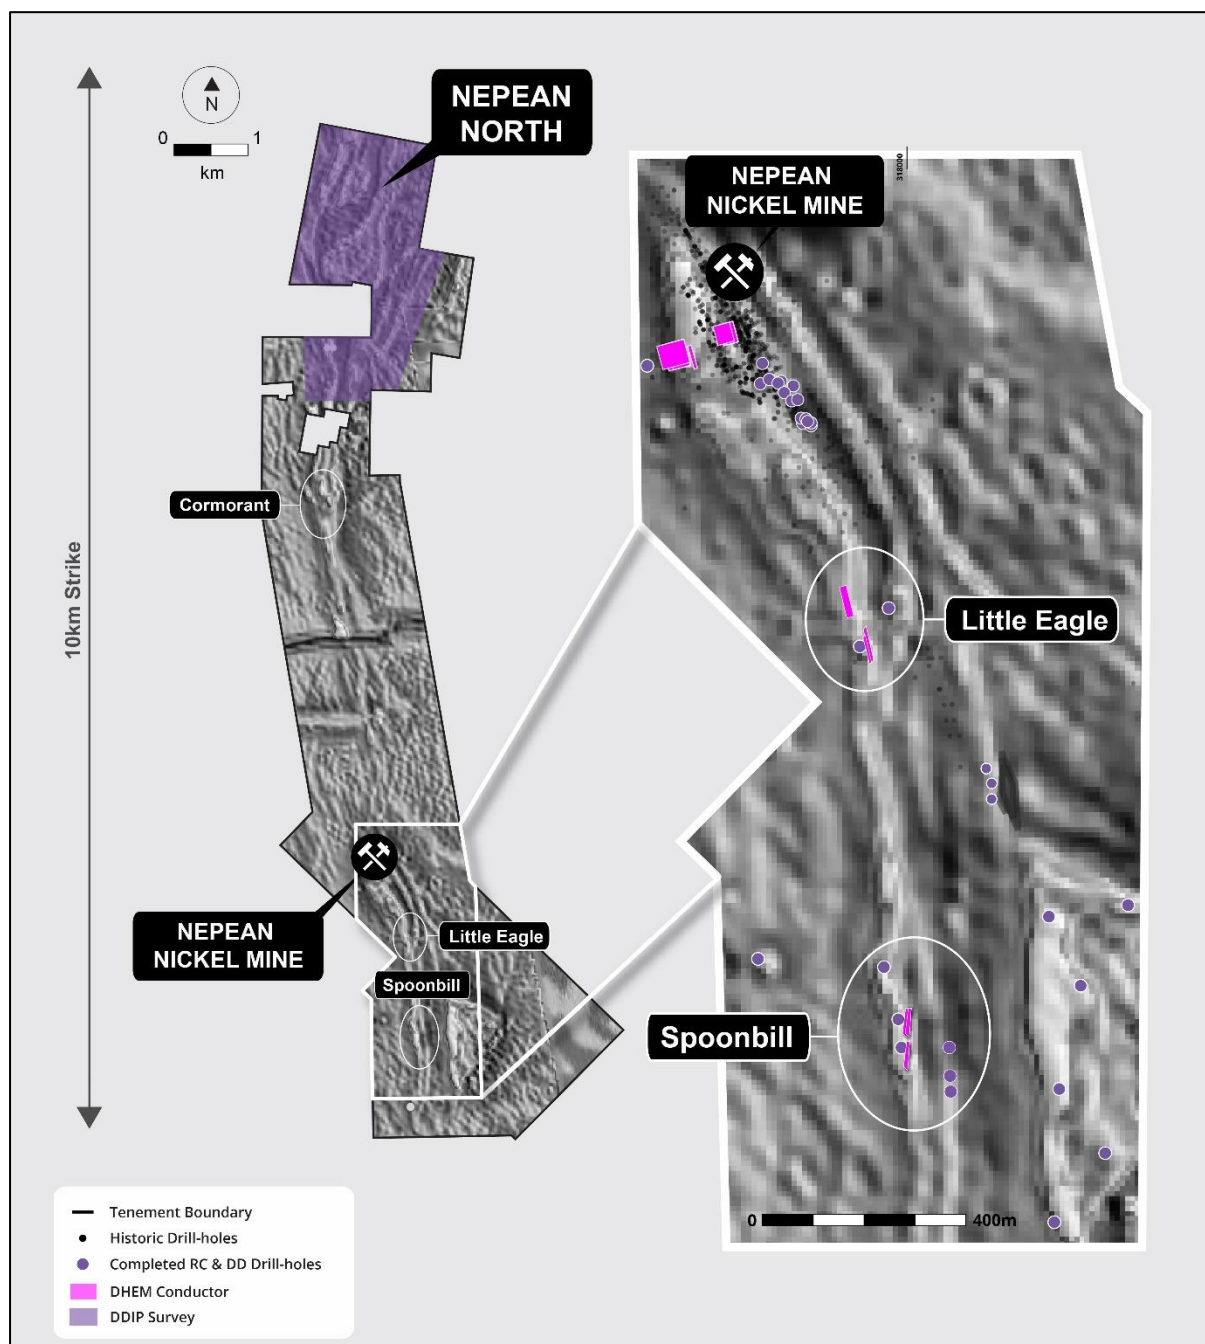 NEPEAN
NORTH
N
0 1
km
10km Strike
Cormorant
NEPEAN
NICKEL MINE
Little Eagle
Spoonbill
318000
NEPEAN
NICKEL MINE
Little Eagle
Spoonbill
0 400m
Tenement Boundary
Historic Drill-holes
Completed RC & DD Drill-holes
DHEM Conductor
DDIP Survey